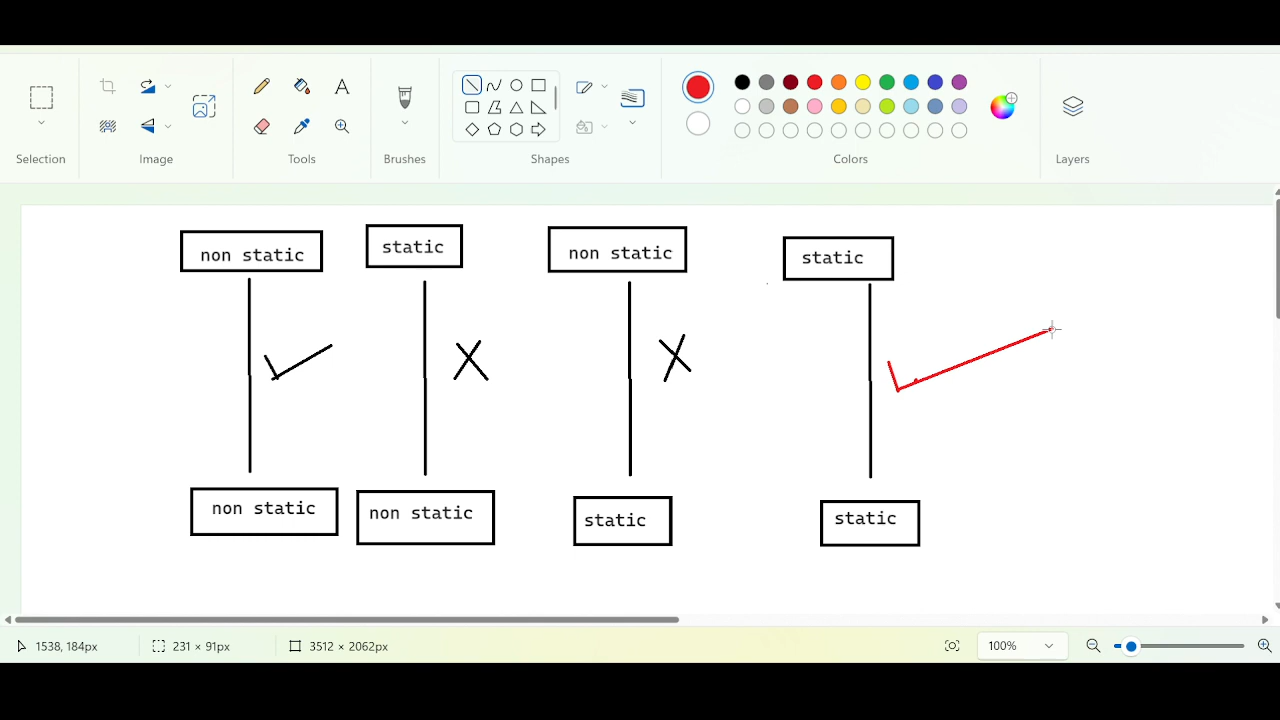 Selection
Image
Tools
Brushes
Shapes
Colors
Layers
A
non static
static
non static
static
non static
non static
static
static
1538, 184px
231 × 91px
3512 × 2062px
100%